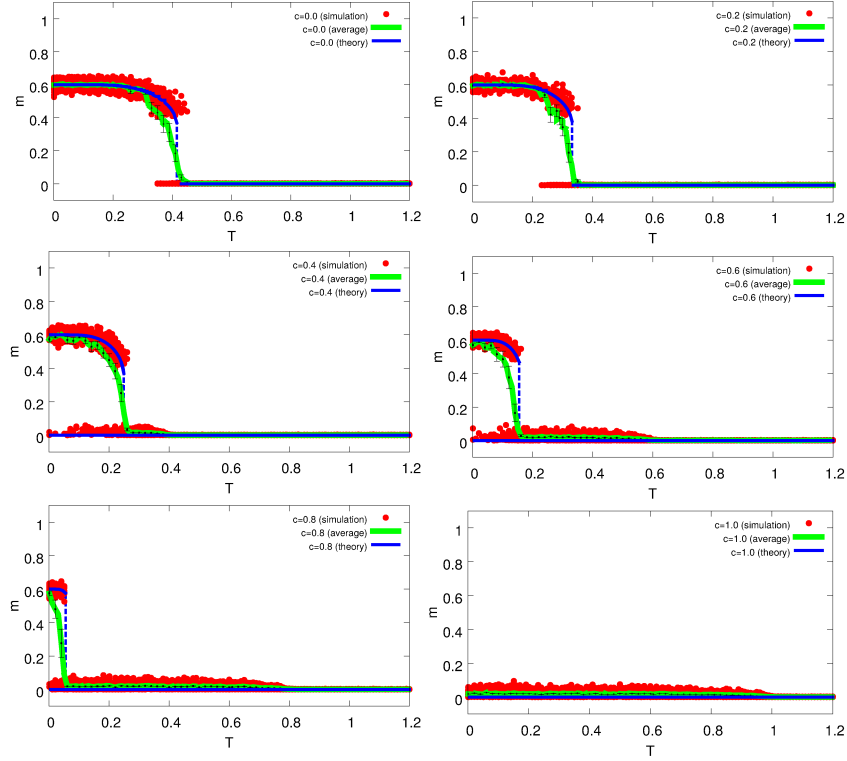 c=0.0 (simulation)
c=0.0 (average)
c=0.0 (theory)
1
0.8
0.6
0.4
0.2
0
m
0 0.2 0.4 0.6 0.8 1 1.2
T
c=0.2 (simulation)
c=0.2 (average)
c=0.2 (theory)
1
0.8
0.6
0.4
0.2
0
m
0 0.2 0.4 0.6 0.8 1 1.2
T
c=0.4 (simulation)
c=0.4 (average)
c=0.4 (theory)
1
0.8
0.6
0.4
0.2
0
m
0 0.2 0.4 0.6 0.8 1 1.2
T
c=0.6 (simulation)
c=0.6 (average)
c=0.6 (theory)
1
0.8
0.6
0.4
0.2
0
m
0 0.2 0.4 0.6 0.8 1 1.2
T
c=0.8 (simulation)
c=0.8 (average)
c=0.8 (theory)
1
0.8
0.6
0.4
0.2
0
m
0 0.2 0.4 0.6 0.8 1 1.2
T
c=1.0 (simulation)
c=1.0 (average)
c=1.0 (theory)
1
0.8
0.6
0.4
0.2
0
m
0 0.2 0.4 0.6 0.8 1 1.2
T